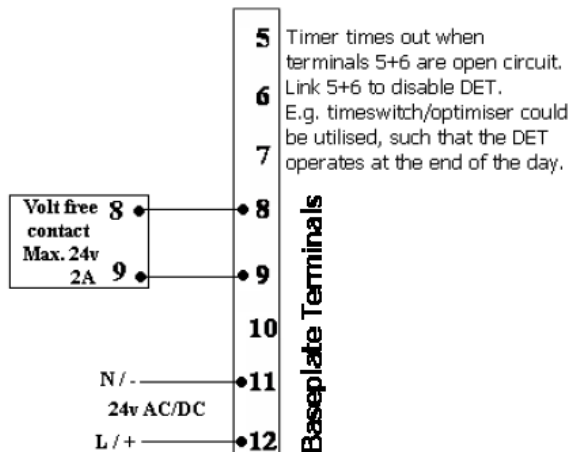 5 Timer times out when
terminals 5+6 are open circuit.
Link 5+6 to disable DET.
6
E.g. timeswitch/optimiser could
be utilised, such that the DET
7
operates at the end of the day.
Volt free 8
contact
Max. 24v
2A 9
8
9
10
N / - 11
24v AC/DC
L / + 12
Baseplate Terminals